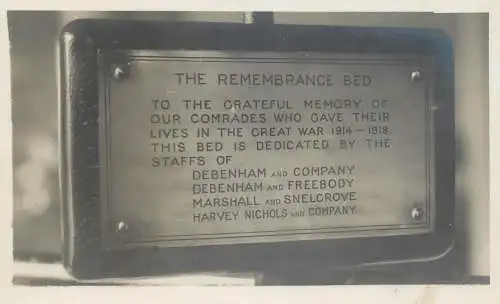 THE REMEMBRANCE BED
TO THE GRATEFUL MEMORY OF
OUR COMRADES WHO GAVE THEIR
LIVES IN THE GREAT WAR 1914-1918.
THIS BED IS DEDICATED BY THE
STAFFS OF
DEBENHAM AND COMPANY
DEBENHAM AND FREEBODY
MARSHALL AND SNELGROVE
HARVEY NICHOLS AND COMPANY